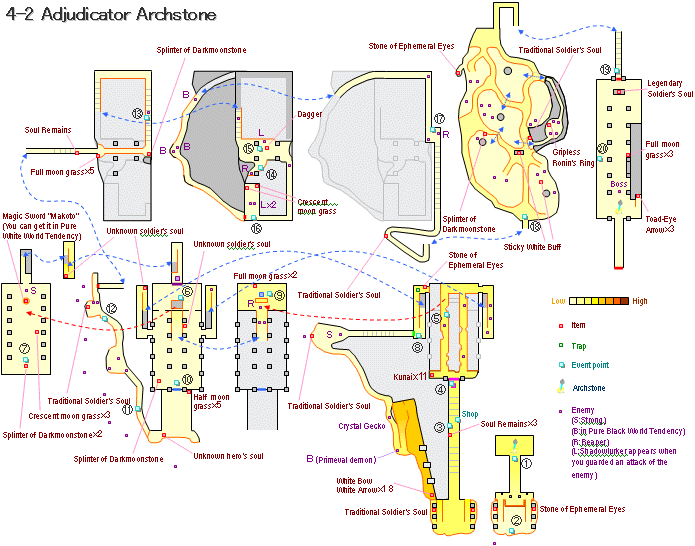 4-2 Adjudicator Archstone
Splinter of Darkmoonstone
Stone of Ephemeral Eyes
Traditional Soldier's Soul
⑲
Legendary
Soldier's Soul
B
⑬
Dagger
⑰
R
Soul Remains
B
B
L
⑮
⑳
Full moon
grass×3
Full moon grass×5
R
⑭
Gripless
Ronin's Ring
Boss
L×2
Crescent
moon grass
Magic Sword "Makoto"
(You can get it in Pure
White World Tendency)
Unknown soldier's soul
Unknown soldier's soul
⑯
Splinter of
Darkmoonstone
⑱
Sticky White Buff
Toad-Eye
Arrow×3
Full moon grass×2
Stone of
Ephemeral Eyes
S
⑥
⑨
R
Traditional Soldier's Soul
Low
High
⑫
⑤
Item
⑦
S
⑧
Trap
⑩
Kunai×11
Event point
Traditional Soldier's Soul
Half moon
grass×5
Traditional Soldier's Soul
④
Archstone
Crescent moon grass×3
⑪
Crystal Gecko
③
Shop
Soul Remains×3
Enemy
(S:Strong)
(B:in Pure Black World Tendency)
(R:Reaper)
(L:Shadowlurker appears when
you guarded an attack of the
enemy)
Splinter of Darkmoonstone×2
Splinter of Darkmoonstone
Unknown hero's soul
B (Primeval demon)
①
White Bow
White Arrow×18
Traditional Soldier's Soul
②
Stone of Ephemeral Eyes